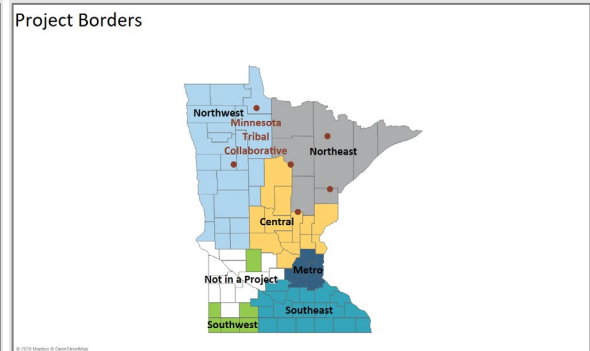 Project Borders
Northwest
Minnesota
Tribal
Collaborative
Northeast
Central
Not in a Project
Metro
Southeast
Southwest
© 2020 Mapbox © OpenStreetMap